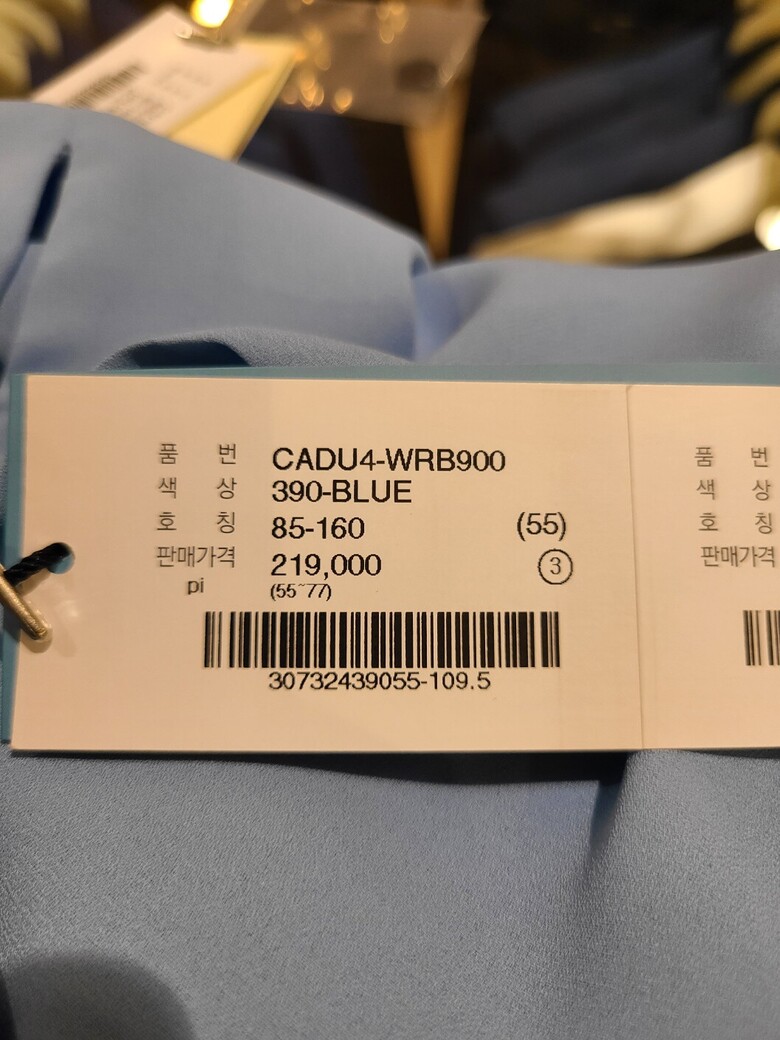 품 번 CADU4-WRB900
색 상 390-BLUE
호 칭 85-160 (55)
판매가격 219,000 ③
pi (55~77)
30732439055-109.5
품 번
색 상
호 칭
판매가격